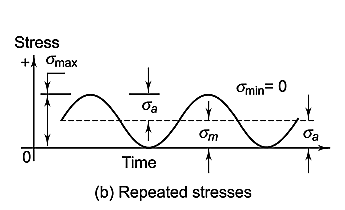 Stress
+ σmax
σa
σmin= 0
σm
σa
0
Time
(b) Repeated stresses